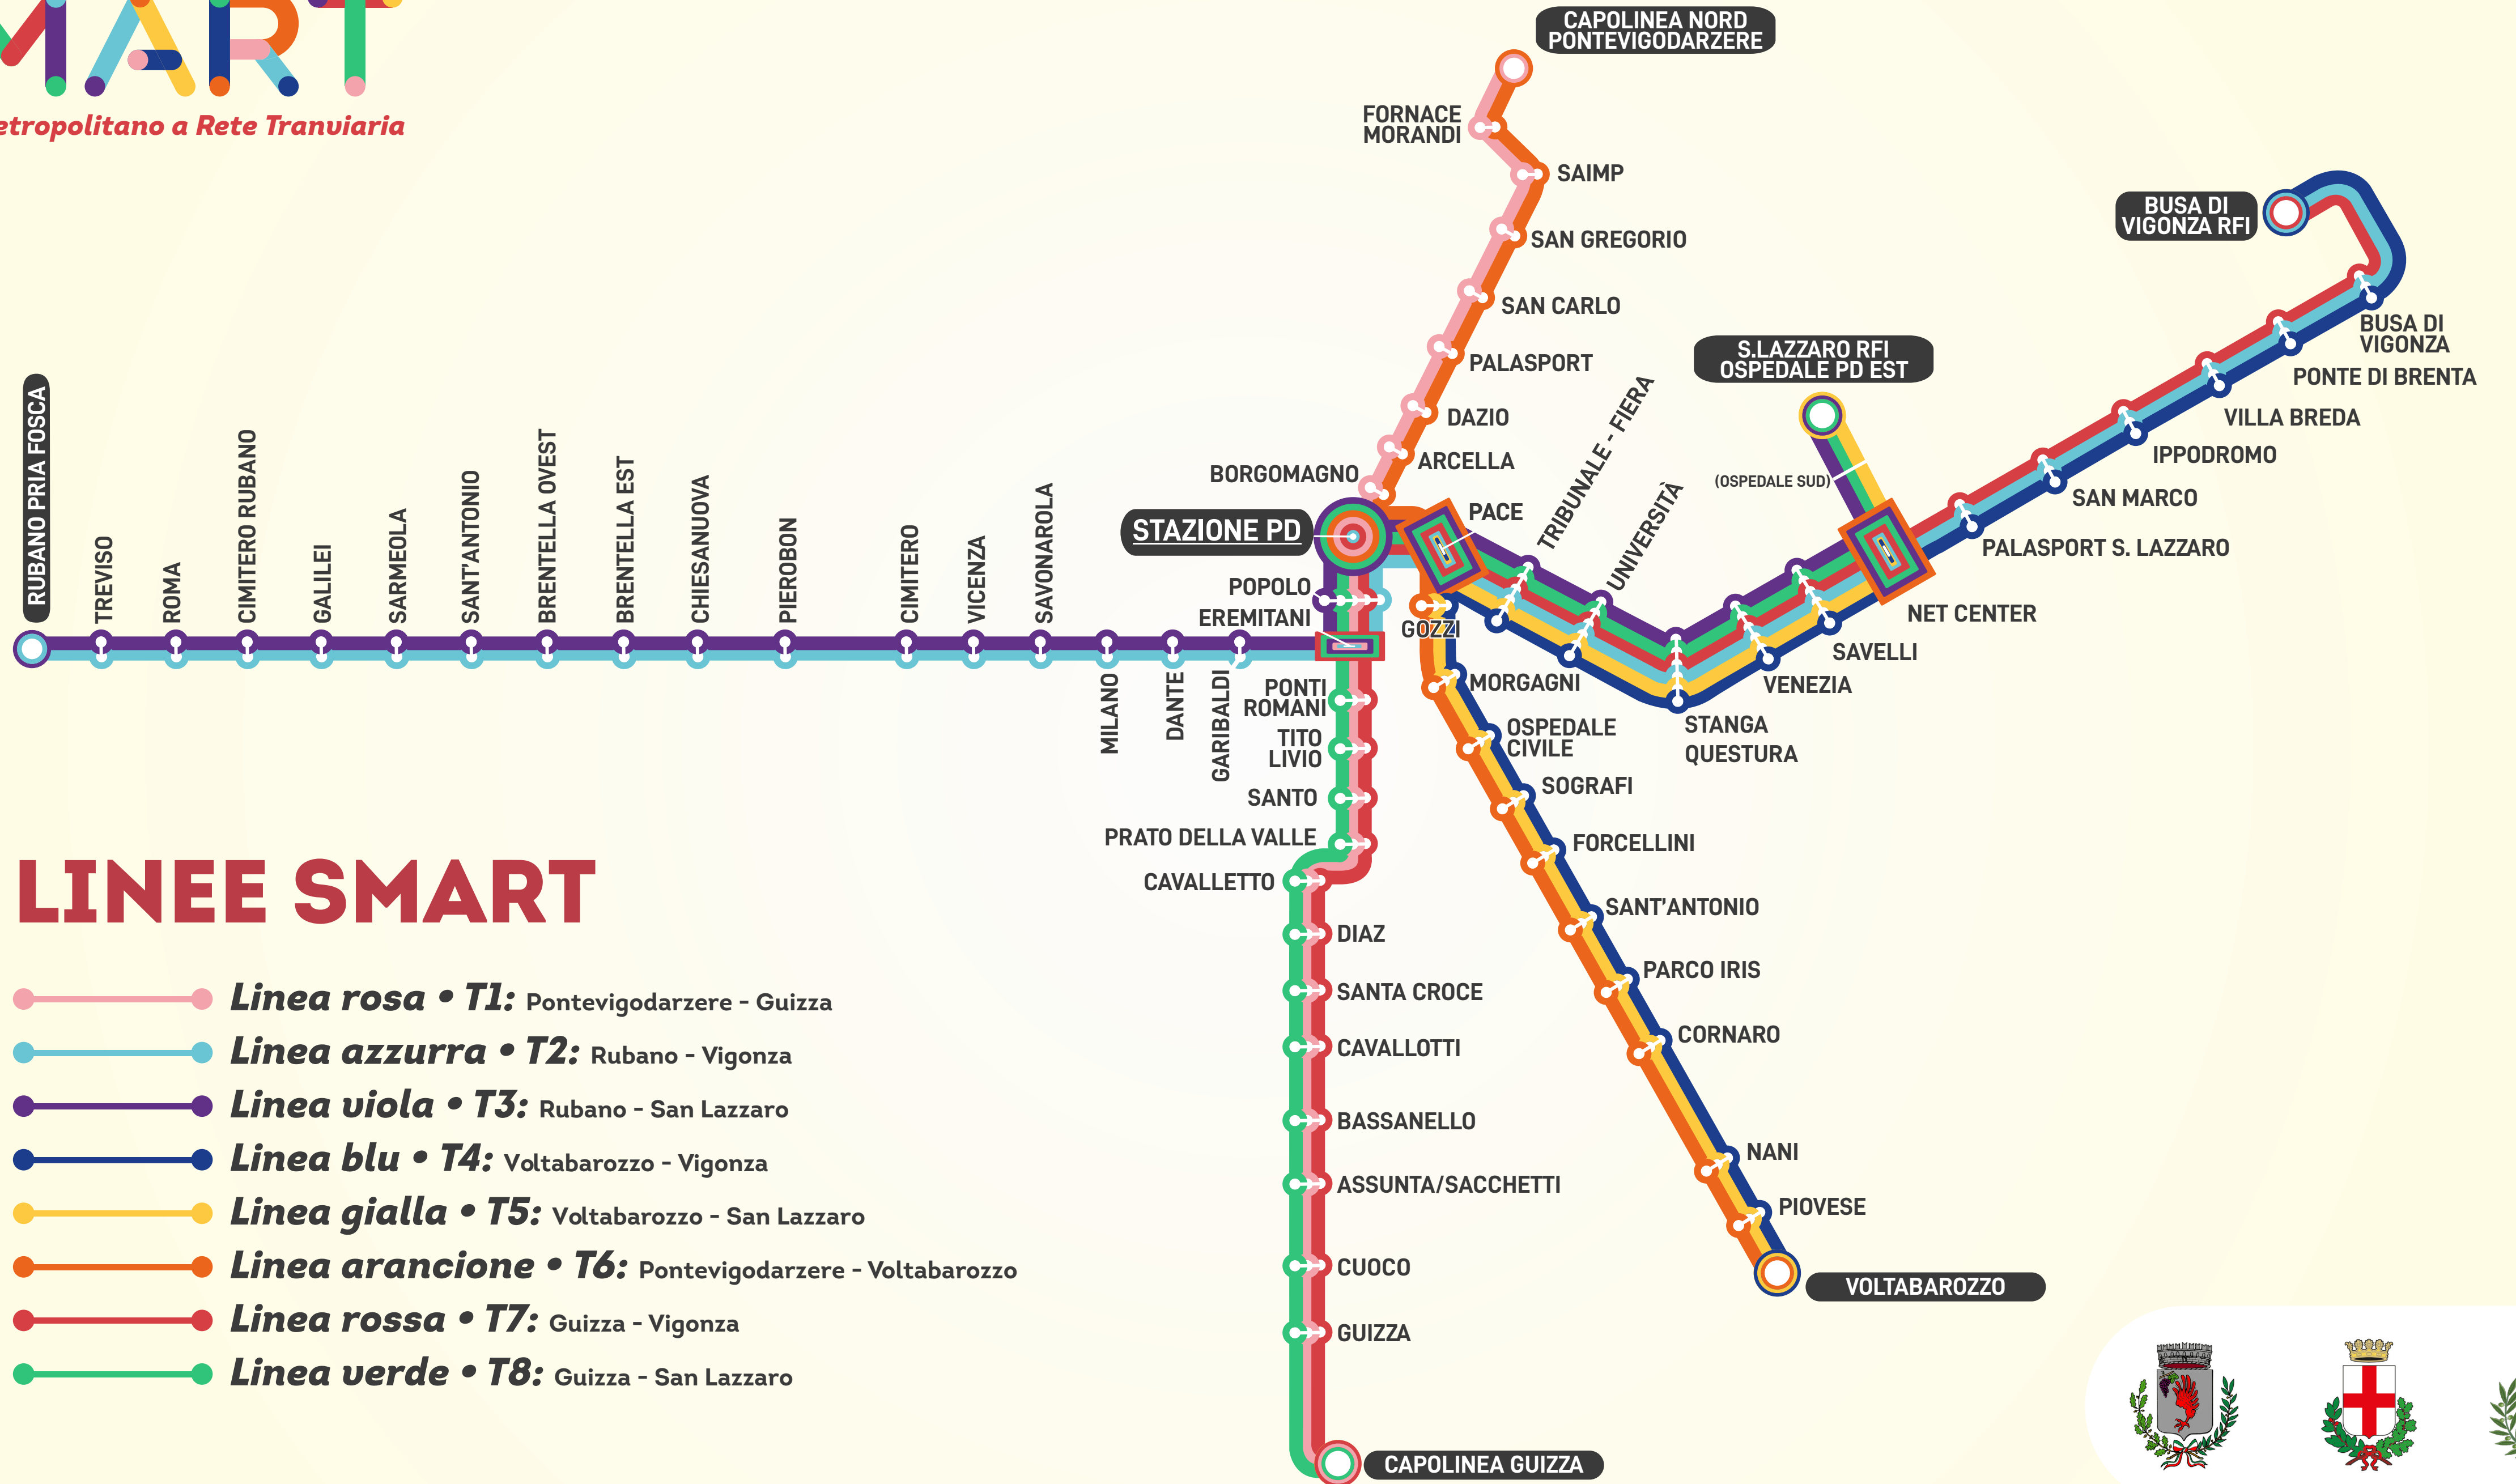 MART
etropolitano a Rete Tranviaria
CAPOLINEA NORD
PONTEVIGODARZERE
FORNACE
MORANDI
SAIMP
SAN GREGORIO
SAN CARLO
PALASPORT
DAZIO
ARCELLA
BORGOMAGNO
STAZIONE PD
PACE
TRIBUNALE - FIERA
UNIVERSITÀ
BUSA DI
VIGONZA RFI
S.LAZZARO RFI
OSPEDALE PD EST
(OSPEDALE SUD)
BUSA DI
VIGONZA
PONTE DI BRENTA
VILLA BREDA
IPPODROMO
SAN MARCO
PALASPORT S. LAZZARO
NET CENTER
SAVELLI
VENEZIA
STANGA
QUESTURA
RUBANO PRIA FOSCA
TREVISO
ROMA
CIMITERO RUBANO
GALILEI
SARMEOLA
SANT'ANTONIO
BRENTELLA OVEST
BRENTELLA EST
CHIESANUOVA
PIEROBON
CIMITERO
VICENZA
SAVONAROLA
MILANO
DANTE
GARIBALDI
POPOLO
EREMITANI
PONTI
ROMANI
TITO
LIVIO
SANTO
PRATO DELLA VALLE
CAVALLETTO
DIAZ
SANTA CROCE
CAVALLOTTI
BASSANELLO
ASSUNTA/SACCHETTI
CUOCO
GUIZZA
CAPOLINEA GUIZZA
GOZZI
MORGAGNI
OSPEDALE
CIVILE
SOGRAFI
FORCELLINI
SANT'ANTONIO
PARCO IRIS
CORNARO
NANI
PIOVESE
VOLTABAROZZO
LINEE SMART
Linea rosa • T1: Pontevigodarzere - Guizza
Linea azzurra • T2: Rubano - Vigonza
Linea viola • T3: Rubano - San Lazzaro
Linea blu • T4: Voltabarozzo - Vigonza
Linea gialla • T5: Voltabarozzo - San Lazzaro
Linea arancione • T6: Pontevigodarzere - Voltabarozzo
Linea rossa • T7: Guizza - Vigonza
Linea verde • T8: Guizza - San Lazzaro